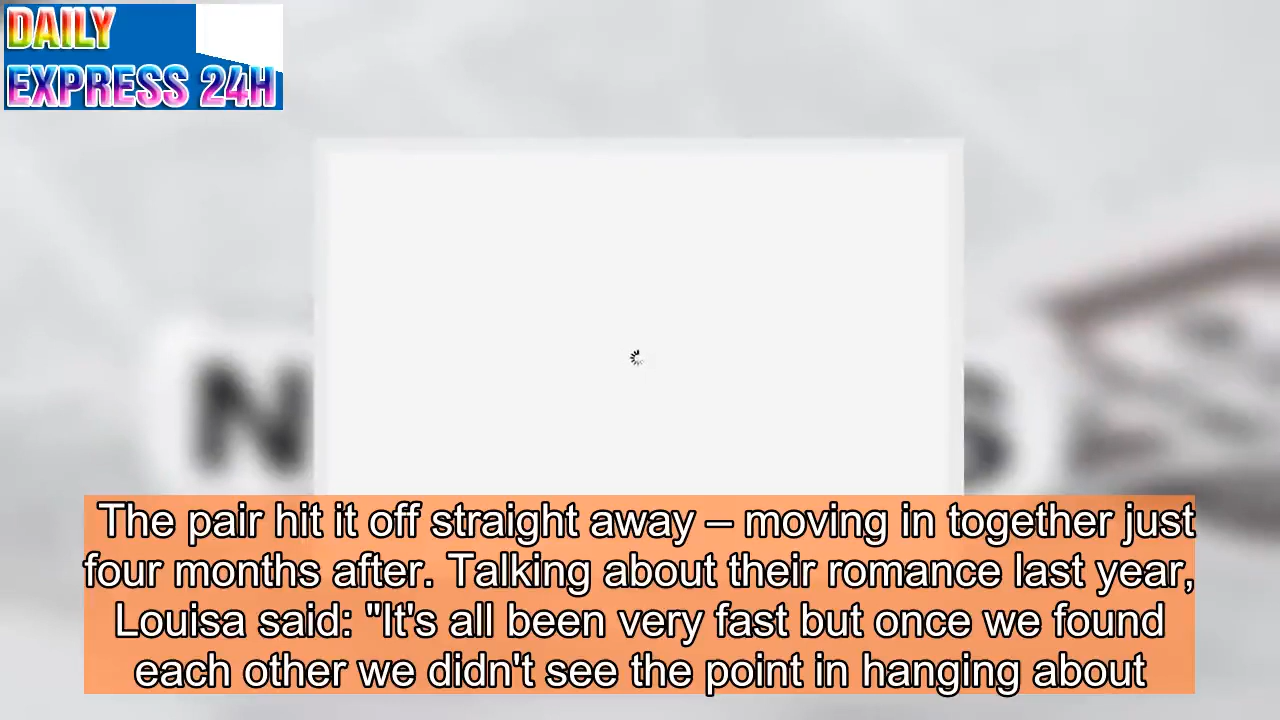 DAILY
EXPRESS 24H
N
S
The pair hit it off straight away – moving in together just
four months after. Talking about their romance last year,
Louisa said: "It's all been very fast but once we found
each other we didn't see the point in hanging about